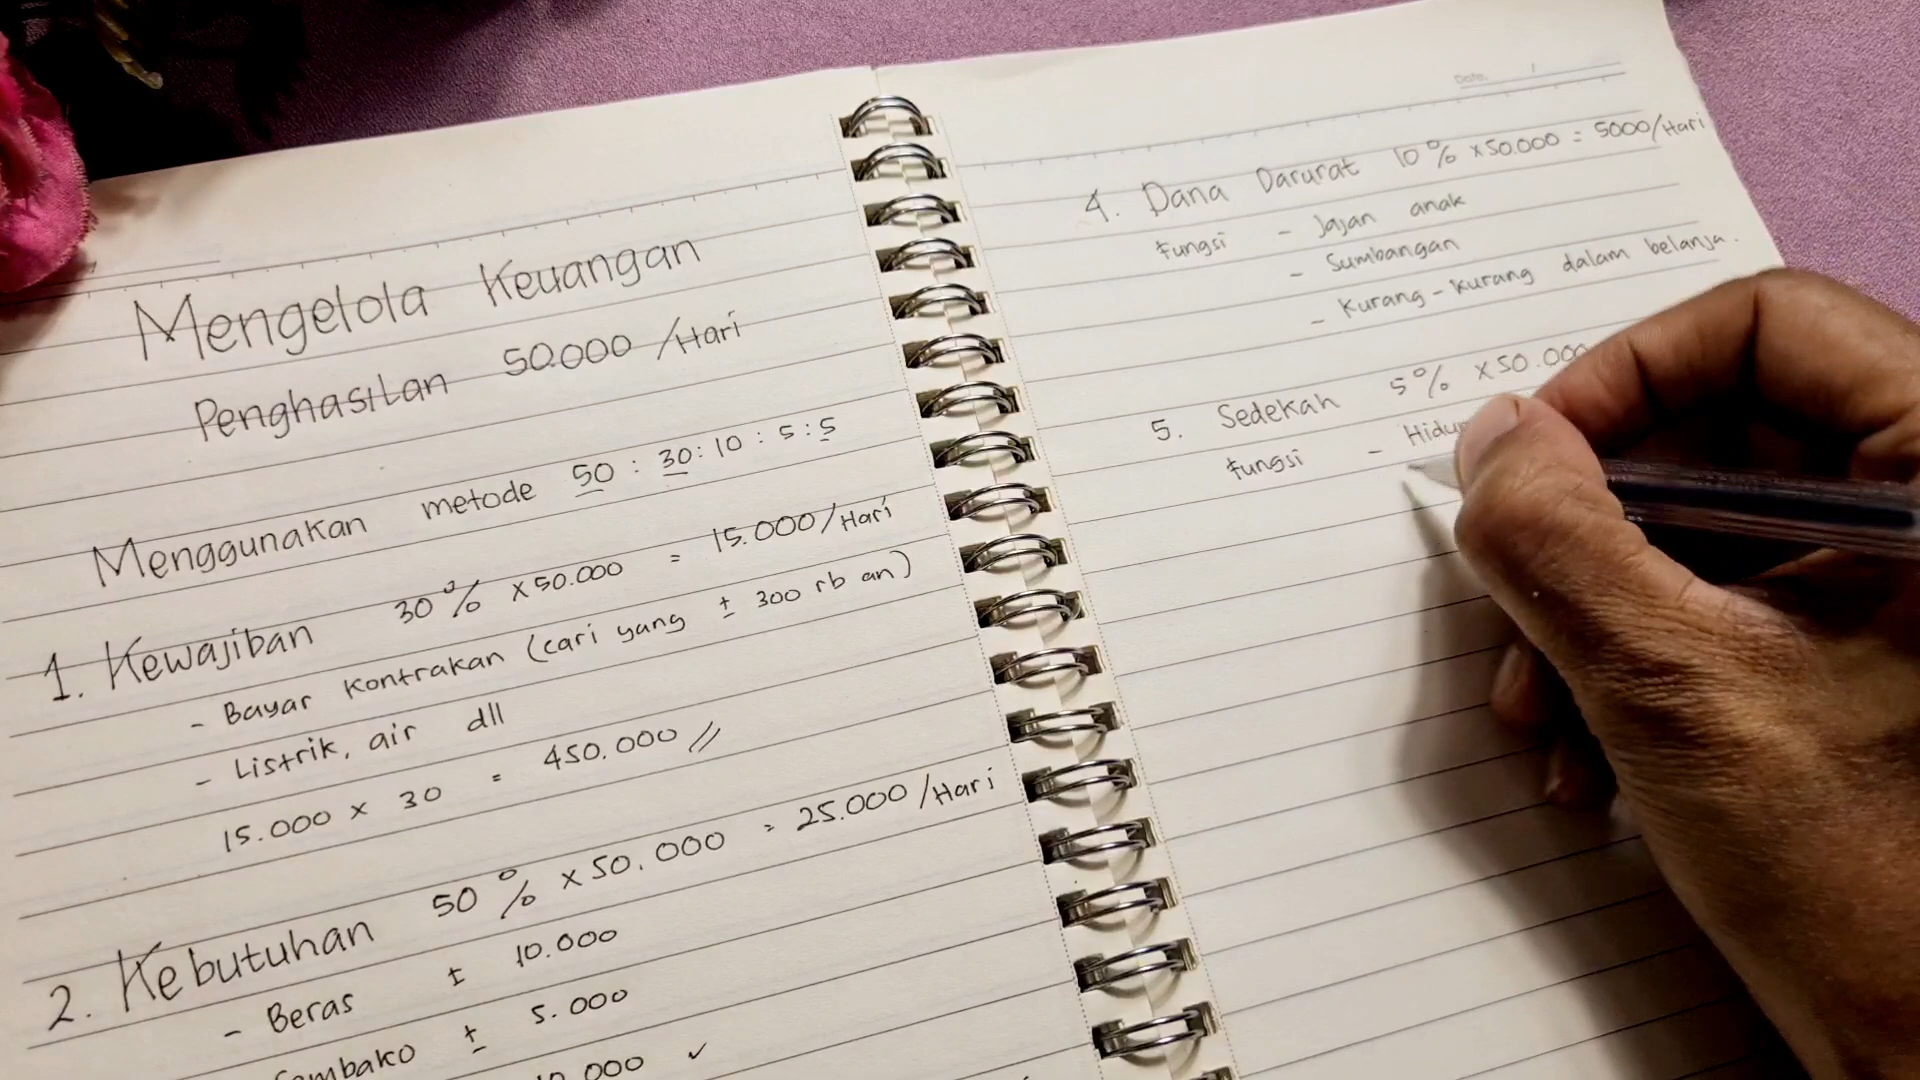 Mengelola Keuangan
Penghasilan 50.000 /Hari
Menggunakan metode 50 : 30 : 10 : 5 : 5
1. Kewajiban 30% x 50.000 = 15.000/Hari
- Bayar Kontrakan (cari yang ± 300 rb an)
- Listrik, air dll
15.000 x 30 = 450.000 //
2. Kebutuhan 50% x 50.000 = 25.000/Hari
- Beras ± 10.000
± 5.000
✓
Date. /
4. Dana Darurat 10% x 50.000 = 5000/Hari
fungsi - Jajan anak
- Sumbangan
- Kurang-kurang dalam belanja.
5. Sedekah 5% x 50.000
fungsi -